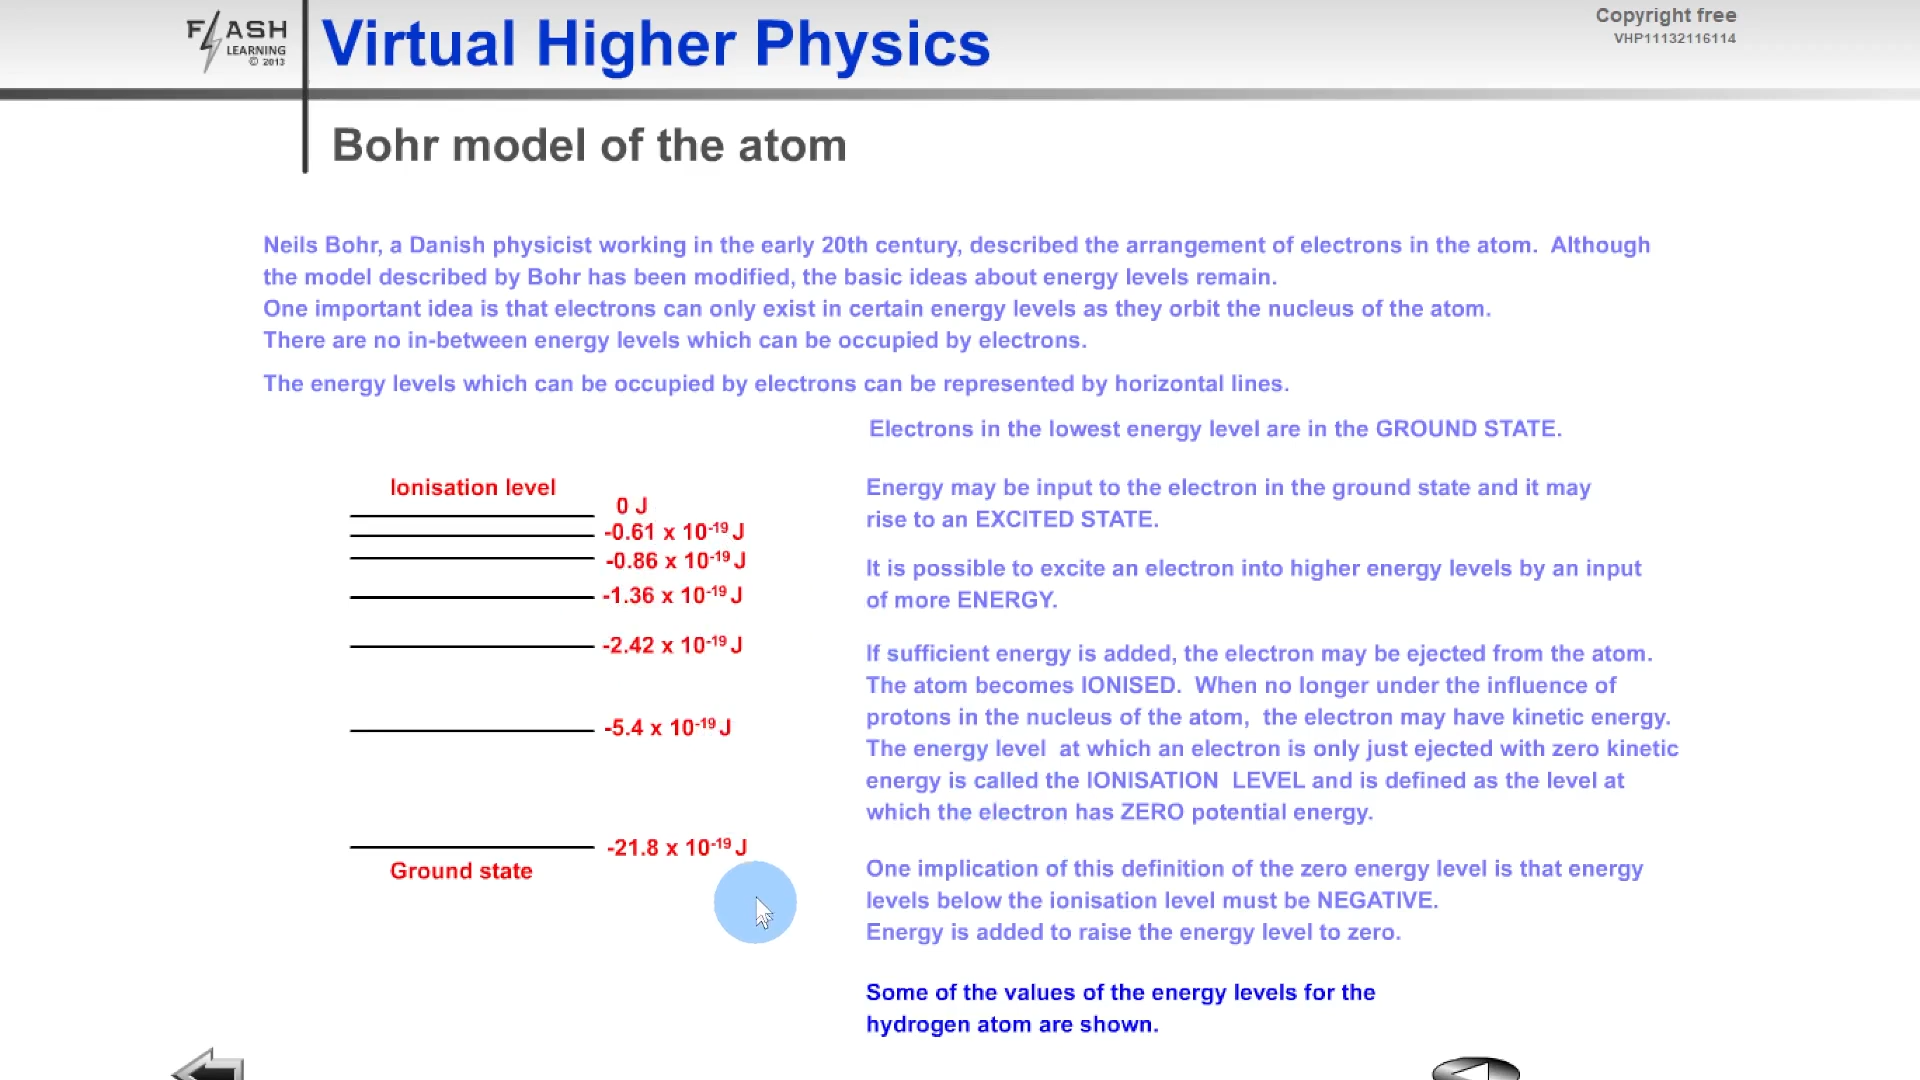 FLASH
LEARNING
© 2013
Virtual Higher Physics
Copyright free
VHP11132116114
Bohr model of the atom
Neils Bohr, a Danish physicist working in the early 20th century, described the arrangement of electrons in the atom.  Although
the model described by Bohr has been modified, the basic ideas about energy levels remain.
One important idea is that electrons can only exist in certain energy levels as they orbit the nucleus of the atom.
There are no in-between energy levels which can be occupied by electrons.
The energy levels which can be occupied by electrons can be represented by horizontal lines.
Ionisation level
0 J
-0.61 x 10⁻¹⁹ J
-0.86 x 10⁻¹⁹ J
-1.36 x 10⁻¹⁹ J
-2.42 x 10⁻¹⁹ J
-5.4 x 10⁻¹⁹ J
-21.8 x 10⁻¹⁹ J
Ground state
Electrons in the lowest energy level are in the GROUND STATE.
Energy may be input to the electron in the ground state and it may
rise to an EXCITED STATE.
It is possible to excite an electron into higher energy levels by an input
of more ENERGY.
If sufficient energy is added, the electron may be ejected from the atom.
The atom becomes IONISED.  When no longer under the influence of
protons in the nucleus of the atom,  the electron may have kinetic energy.
The energy level  at which an electron is only just ejected with zero kinetic
energy is called the IONISATION  LEVEL and is defined as the level at
which the electron has ZERO potential energy.
One implication of this definition of the zero energy level is that energy
levels below the ionisation level must be NEGATIVE.
Energy is added to raise the energy level to zero.
Some of the values of the energy levels for the
hydrogen atom are shown.